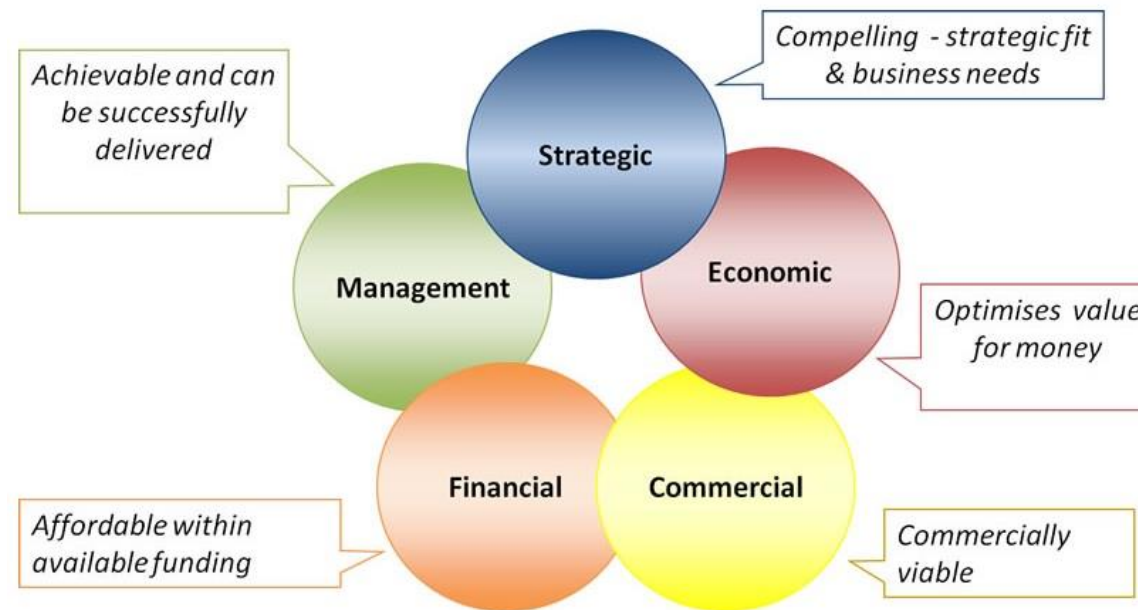 Compelling - strategic fit
& business needs
Achievable and can
be successfully
delivered
Strategic
Management
Economic
Optimises value
for money
Financial
Commercial
Affordable within
available funding
Commercially
viable